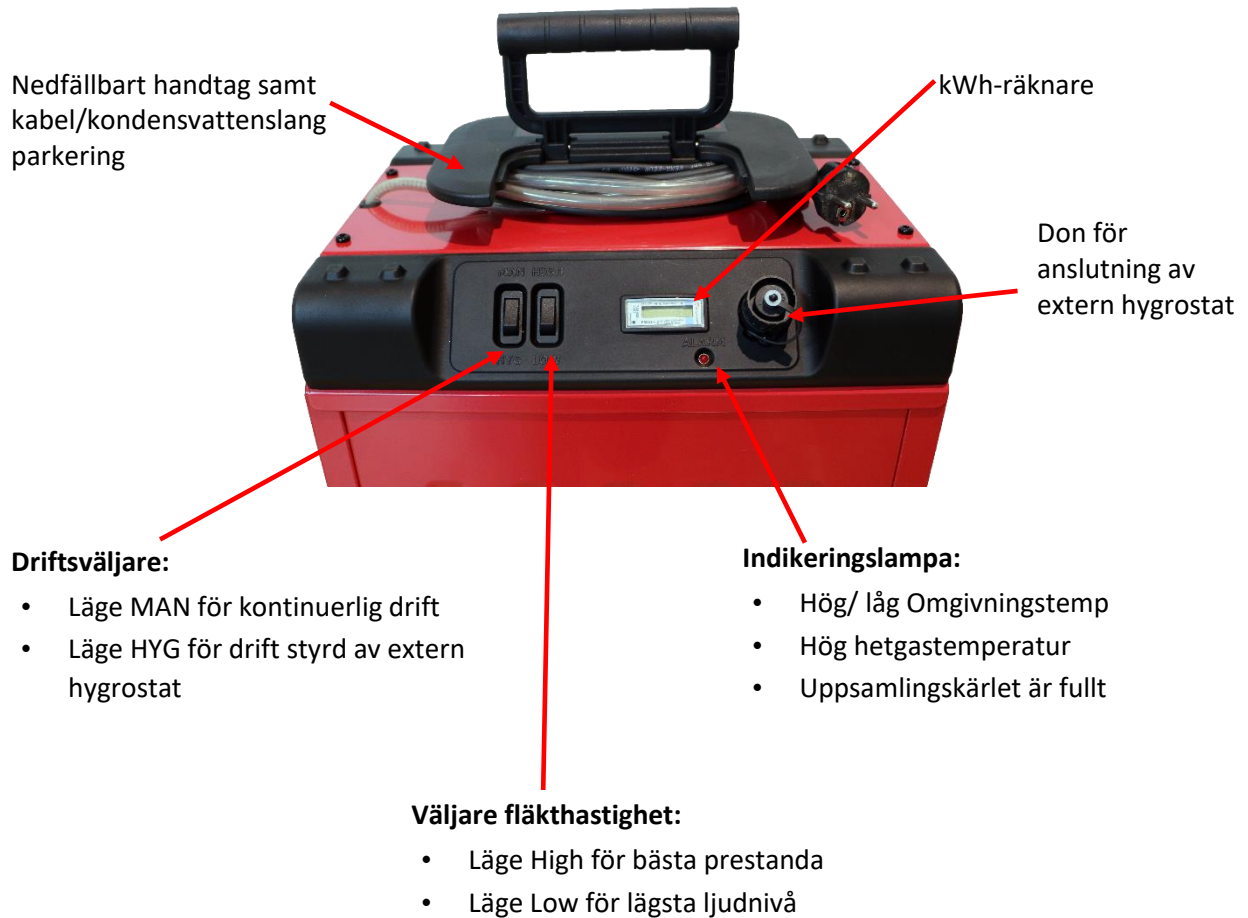 Nedfällbart handtag samt
kabel/kondensvattenslang
parkering
kWh-räknare
Don för
anslutning av
extern hygrostat
MAN HIGH
HYG LOW
ALARM
Driftsväljare:
• Läge MAN för kontinuerlig drift
• Läge HYG för drift styrd av extern
hygrostat
Indikeringslampa:
• Hög/ låg Omgivningstemp
• Hög hetgastemperatur
• Uppsamlingskärlet är fullt
Väljare fläkthastighet:
• Läge High för bästa prestanda
• Läge Low för lägsta ljudnivå